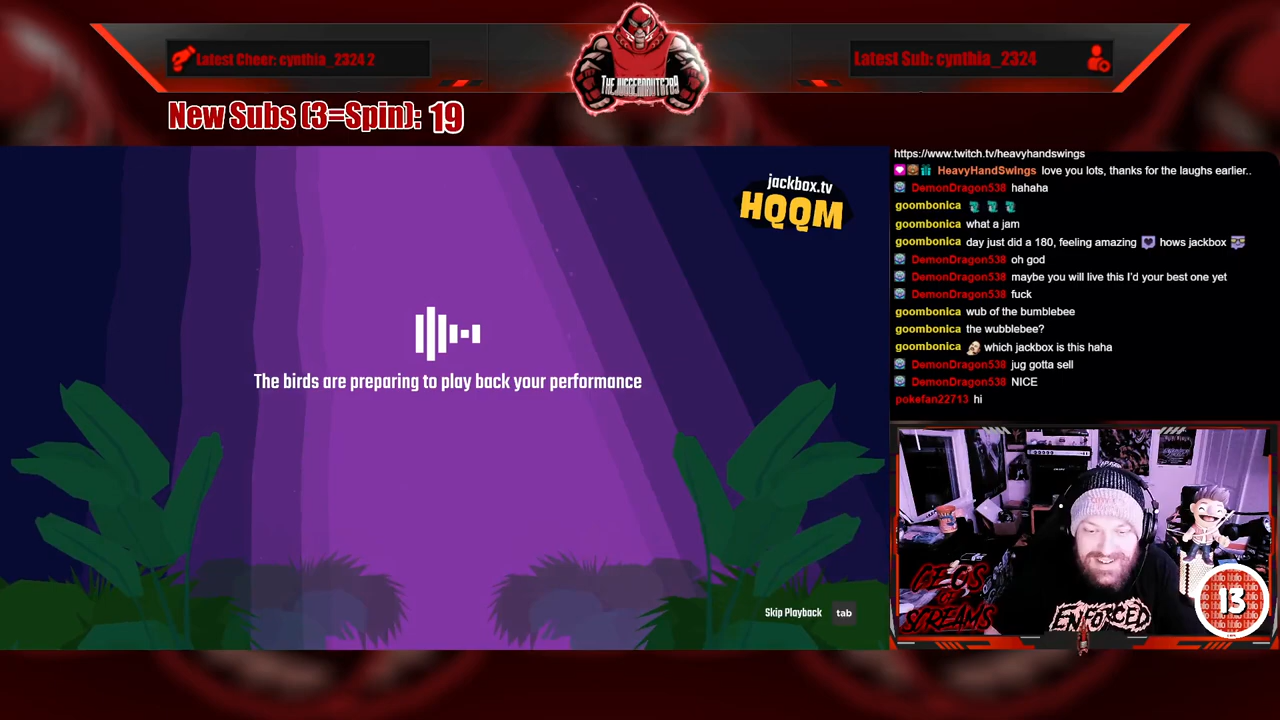 Latest Cheer: cynthia_2324 2
THEJUGGERNAUT6789
Latest Sub: cynthia_2324
New Subs (3=Spin): 19
jackbox.tv
HQQM
The birds are preparing to play back your performance
Skip Playback tab
https://www.twitch.tv/heavyhandswings
HeavyHandSwings love you lots, thanks for the laughs earlier..
DemonDragon538 hahaha
goombonica
goombonica what a jam
goombonica day just did a 180, feeling amazing hows jackbox
DemonDragon538 oh god
DemonDragon538 maybe you will live this I'd your best one yet
DemonDragon538 fuck
goombonica wub of the bumblebee
goombonica the wubblebee?
goombonica which jackbox is this haha
DemonDragon538 jug gotta sell
DemonDragon538 NICE
pokefan22713 hi
SCREAMS
ENFORCED
13